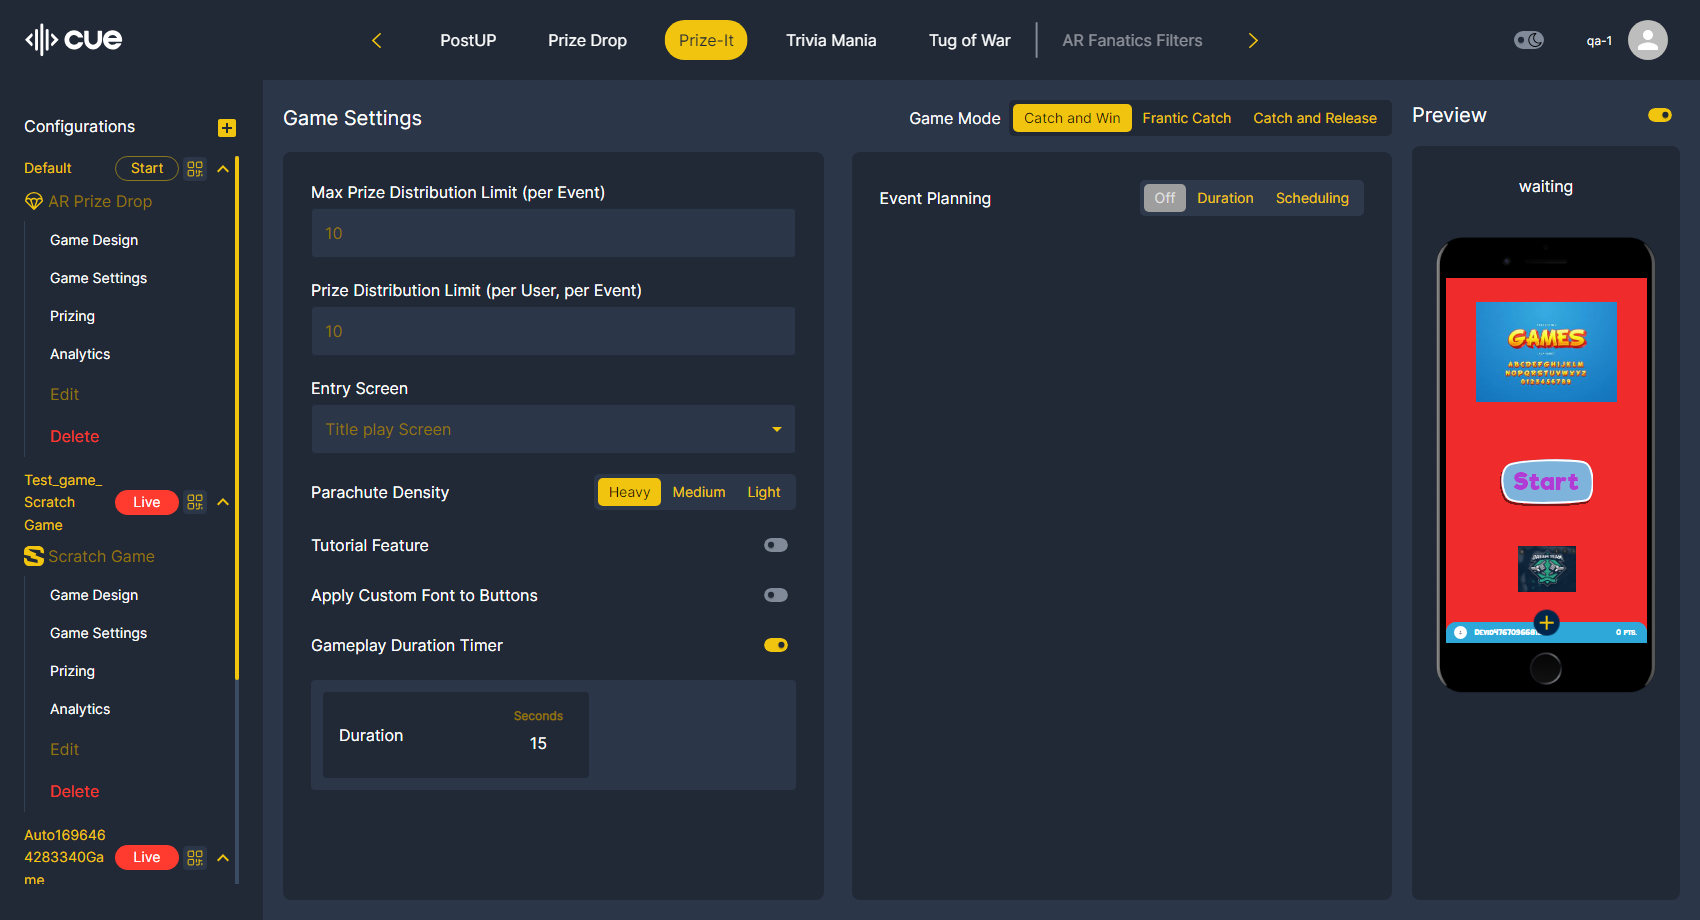 cue
PostUP
Prize Drop
Prize-It
Trivia Mania
Tug of War
AR Fanatics Filters
qa-1
Configurations
Default
Start
AR Prize Drop
Game Design
Game Settings
Prizing
Analytics
Edit
Delete
Test_game_
Scratch
Game
Live
Scratch Game
Game Design
Game Settings
Prizing
Analytics
Edit
Delete
Auto169646
4283340Ga
me
Live
Game Settings
Game Mode
Catch and Win
Frantic Catch
Catch and Release
Max Prize Distribution Limit (per Event)
10
Prize Distribution Limit (per User, per Event)
10
Entry Screen
Title play Screen
Parachute Density
Heavy
Medium
Light
Tutorial Feature
Apply Custom Font to Buttons
Gameplay Duration Timer
Duration
Seconds
15
Event Planning
Off
Duration
Scheduling
Preview
waiting
GAMES
ABCDEFGHIJKLM
NOPQRSTUVWXYZ
0123456789
Start
0 PTS.